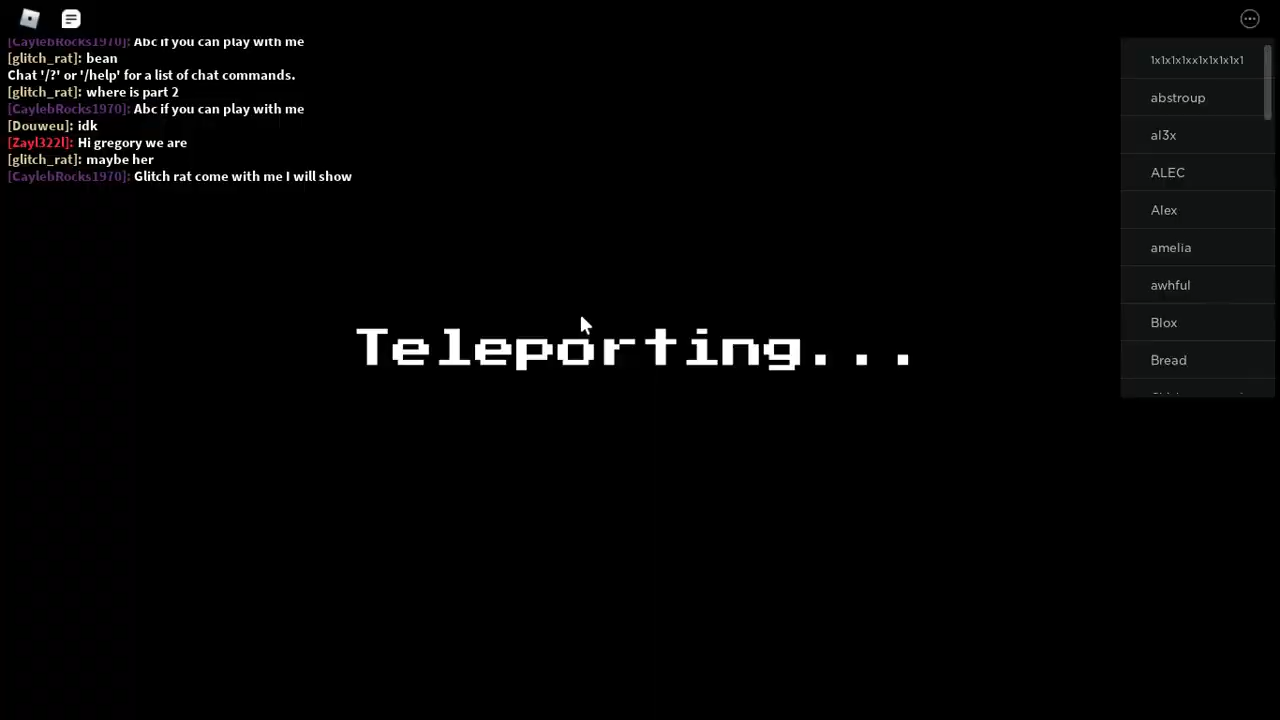 [CaylebRocks1970]: Abc if you can play with me
[glitch_rat]: bean
Chat '/?' or '/help' for a list of chat commands.
[glitch_rat]: where is part 2
[CaylebRocks1970]: Abc if you can play with me
[Douweu]: idk
[Zayl322l]: Hi gregory we are
[glitch_rat]: maybe her
[CaylebRocks1970]: Glitch rat come with me I will show
Teleporting...
1x1x1x1xx1x1x1x1x1
abstroup
al3x
ALEC
Alex
amelia
awhful
Blox
Bread